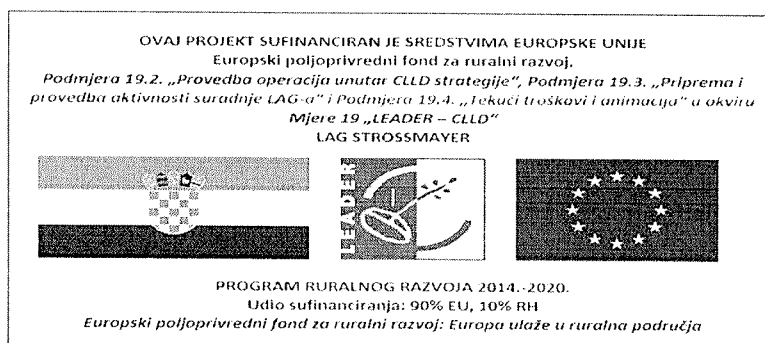 OVAJ PROJEKT SUFINANCIRAN JE SREDSTVIMA EUROPSKE UNIJE
Europski poljoprivredni fond za ruralni razvoj.
Podmjera 19.2. „Provedba operacija unutar CLLD strategije“, Podmjera 19.3. „Priprema i
provedba aktivnosti suradnje LAG-a“ i Podmjera 19.4. „Tekući troškovi i animacija“ u okviru
Mjere 19 „LEADER – CLLD“
LAG STROSSMAYER
LEADER
PROGRAM RURALNOG RAZVOJA 2014.-2020.
Udio sufinanciranja: 90% EU, 10% RH
Europski poljoprivredni fond za ruralni razvoj: Europa ulaže u ruralna područja